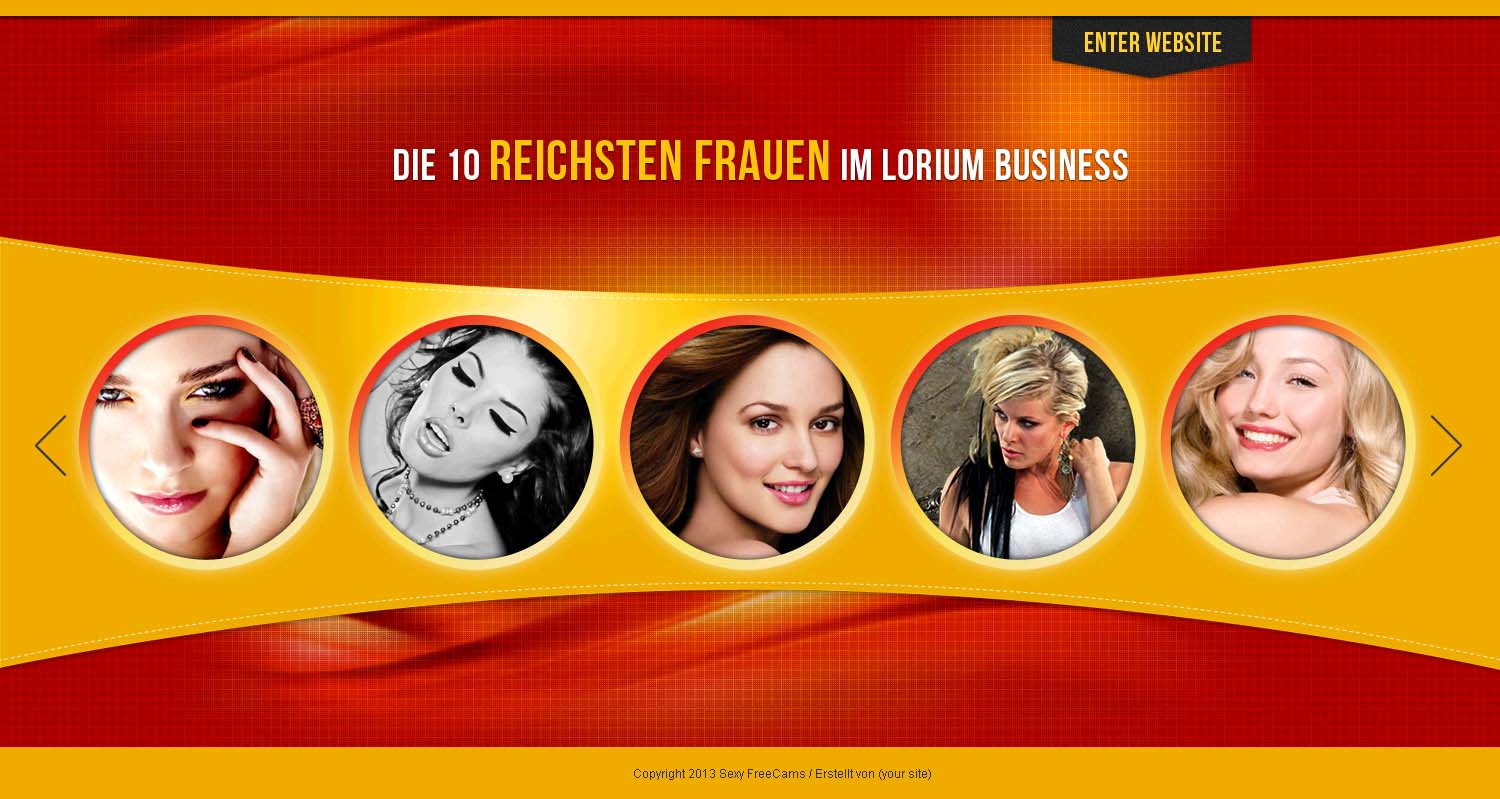 ENTER WEBSITE
DIE 10 REICHSTEN FRAUEN IM LORIUM BUSINESS
Copyright 2013 Sexy FreeCams / Erstellt von (your site)